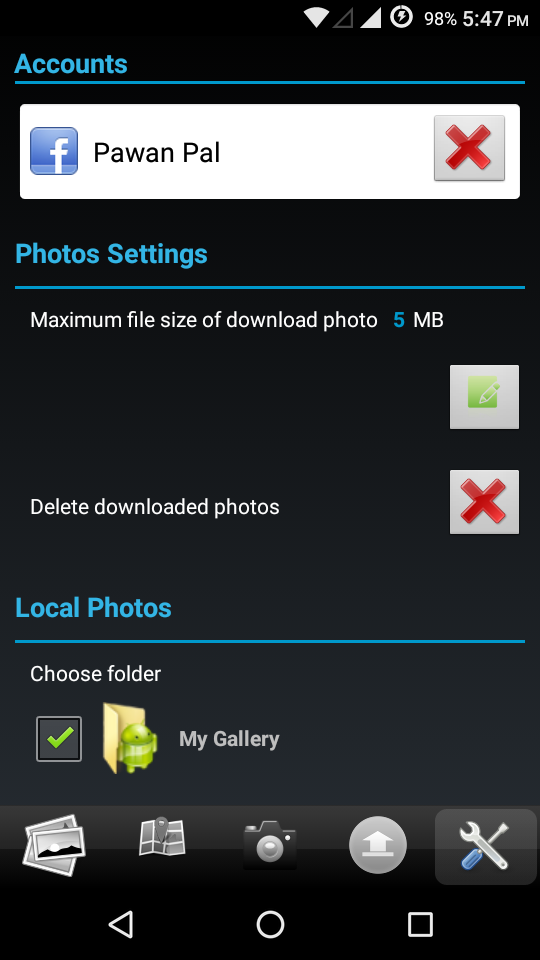 98% 5:47 PM
Accounts
f Pawan Pal
Photos Settings
Maximum file size of download photo 5 MB
Delete downloaded photos
Local Photos
Choose folder
My Gallery